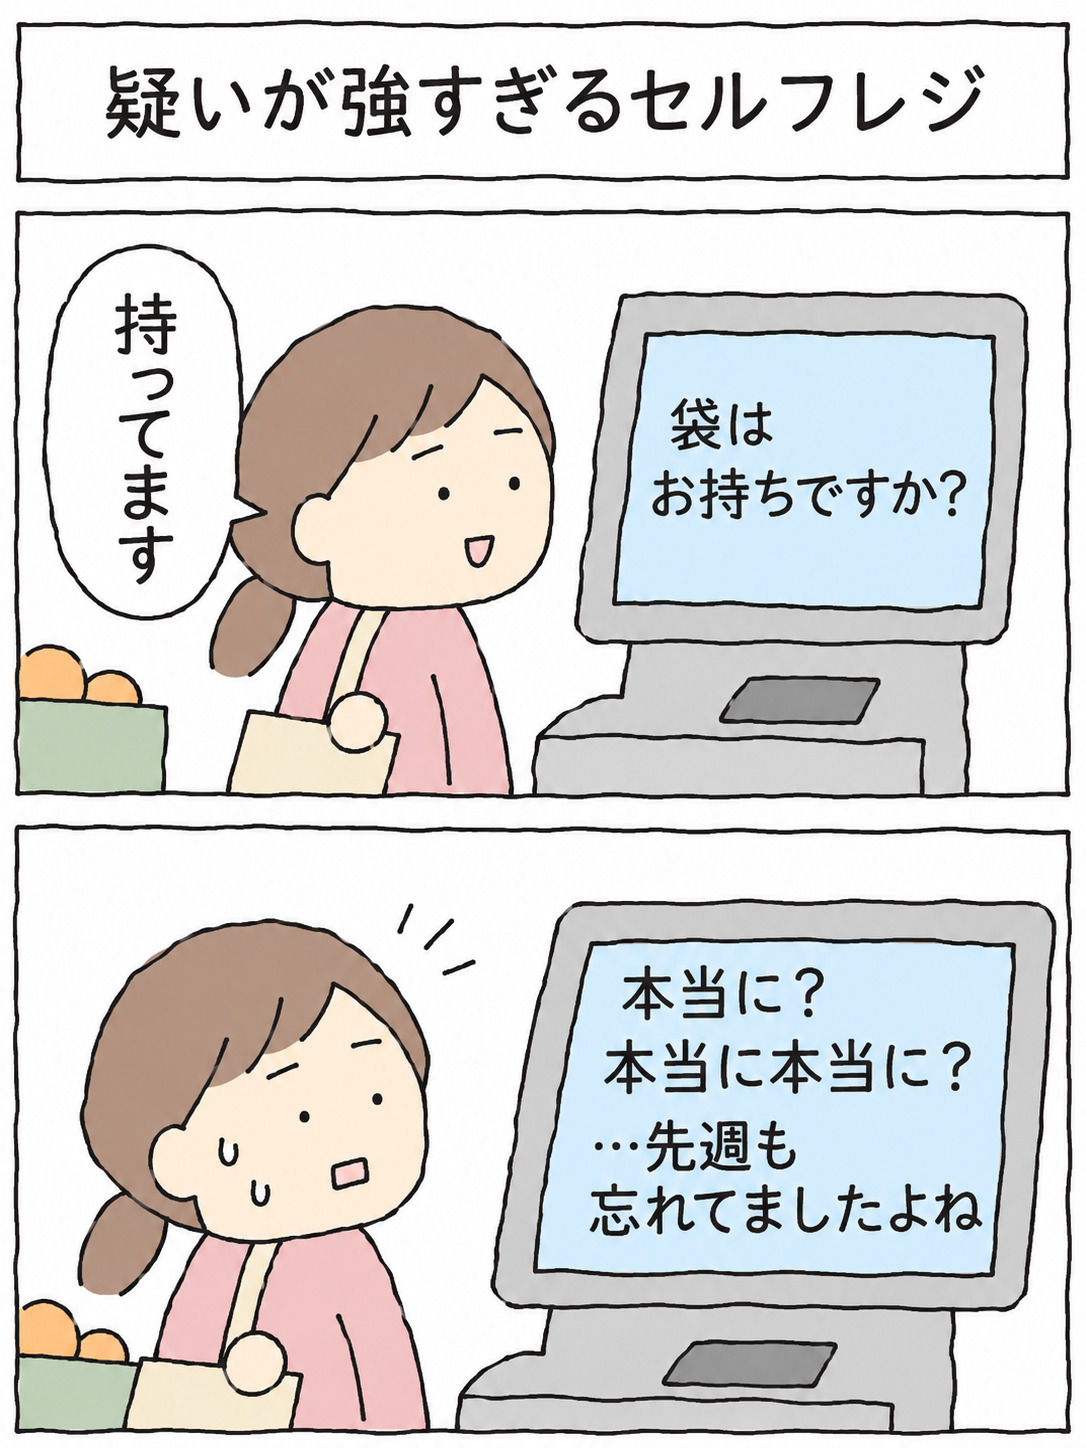 疑いが強すぎるセルフレジ
持ってます
袋は
お持ちですか?
本当に?
本当に本当に?
…先週も
忘れてましたよね